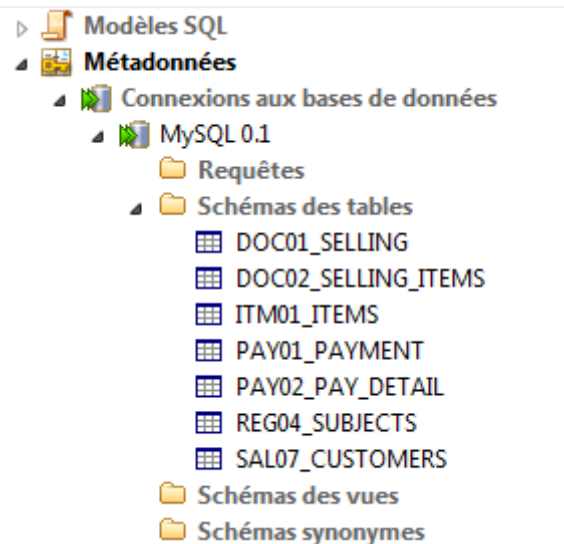 Modèles SQL
Métadonnées
Connexions aux bases de données
MySQL 0.1
Requêtes
Schémas des tables
DOC01_SELLING
DOC02_SELLING_ITEMS
ITM01_ITEMS
PAY01_PAYMENT
PAY02_PAY_DETAIL
REG04_SUBJECTS
SAL07_CUSTOMERS
Schémas des vues
Schémas synonymes